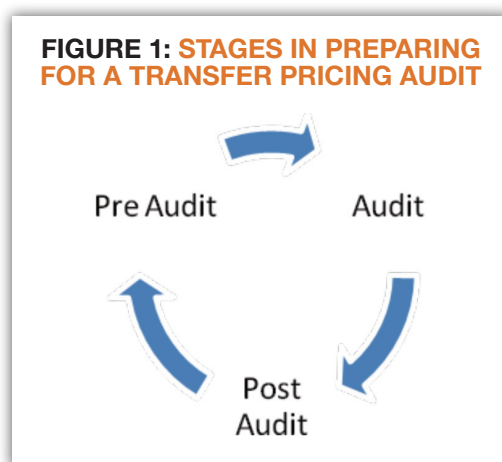 FIGURE 1: STAGES IN PREPARING
FOR A TRANSFER PRICING AUDIT
Pre Audit
Audit
Post
Audit